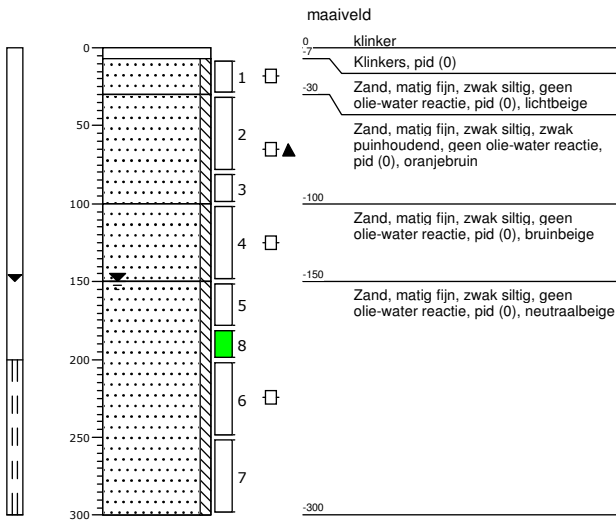 maaiveld
0
klinker
-7
Klinkers, pid (0)
-30
Zand, matig fijn, zwak siltig, geen
olie-water reactie, pid (0), lichtbeige
Zand, matig fijn, zwak siltig, zwak
puinhoudend, geen olie-water reactie,
pid (0), oranjebruin
-100
Zand, matig fijn, zwak siltig, geen
olie-water reactie, pid (0), bruinbeige
-150
Zand, matig fijn, zwak siltig, geen
olie-water reactie, pid (0), neutraalbeige
-300
0
50
100
150
200
250
300
1
2
3
4
5
8
6
7